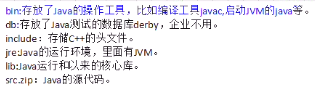 bin:存放了Java的操作工具，比如编译工具javac,启动JVM的java等。
db:存放了Java测试的数据库derby，企业不用。
include：存储C++的头文件。
jre:Java的运行环境，里面有JVM。
lib:Java运行和以来的核心库。
src.zip：Java的源代码。